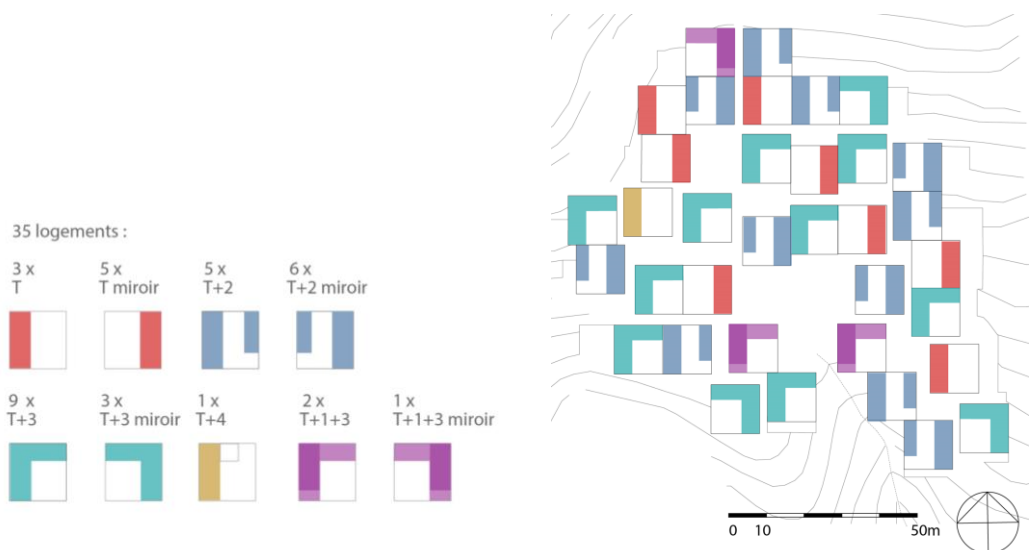 35 logements :
3 x
T
5 x
T miroir
5 x
T+2
6 x
T+2 miroir
9 x
T+3
3 x
T+3 miroir
1 x
T+4
2 x
T+1+3
1 x
T+1+3 miroir
0 10 50m